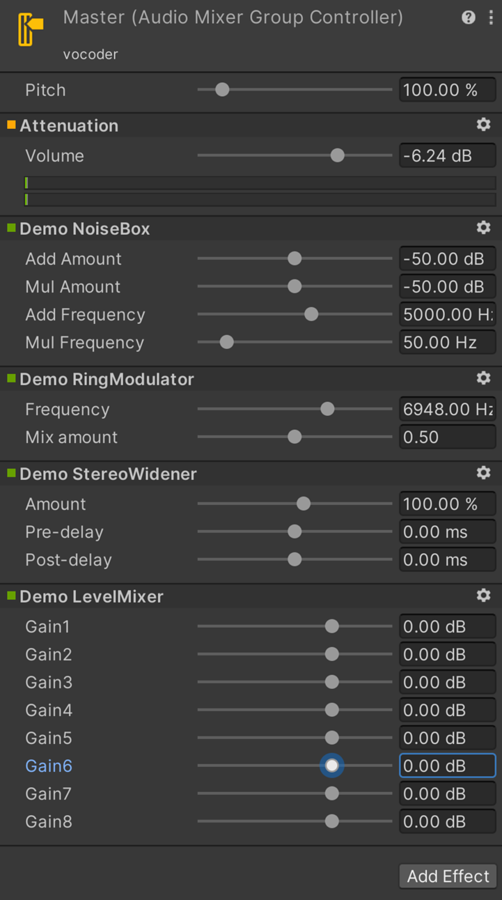 Master (Audio Mixer Group Controller)
vocoder
Pitch 100.00 %
Attenuation
Volume -6.24 dB
Demo NoiseBox
Add Amount -50.00 dB
Mul Amount -50.00 dB
Add Frequency 5000.00 Hz
Mul Frequency 50.00 Hz
Demo RingModulator
Frequency 6948.00 Hz
Mix amount 0.50
Demo StereoWidener
Amount 100.00 %
Pre-delay 0.00 ms
Post-delay 0.00 ms
Demo LevelMixer
Gain1 0.00 dB
Gain2 0.00 dB
Gain3 0.00 dB
Gain4 0.00 dB
Gain5 0.00 dB
Gain6 0.00 dB
Gain7 0.00 dB
Gain8 0.00 dB
Add Effect